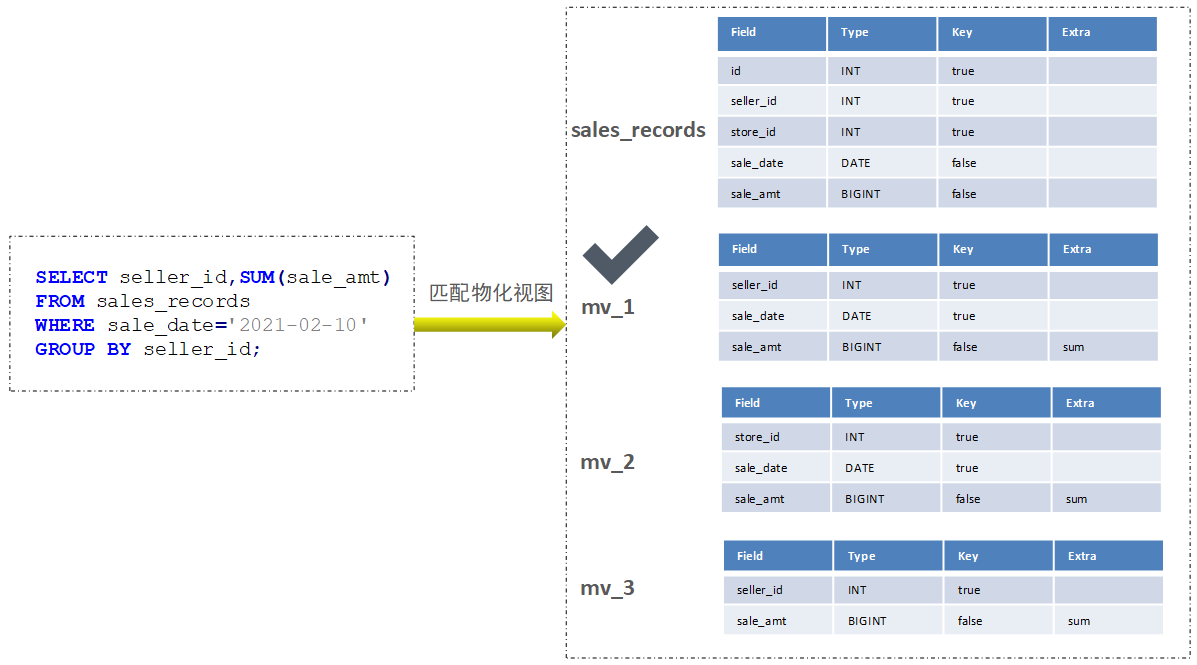 SELECT seller_id,SUM(sale_amt)
FROM sales_records
WHERE sale_date='2021-02-10'
GROUP BY seller_id;
匹配物化视图
sales_records
Field Type Key Extra
id INT true
seller_id INT true
store_id INT true
sale_date DATE false
sale_amt BIGINT false
mv_1
Field Type Key Extra
seller_id INT true
sale_date DATE true
sale_amt BIGINT false sum
mv_2
Field Type Key Extra
store_id INT true
sale_date DATE true
sale_amt BIGINT false sum
mv_3
Field Type Key Extra
seller_id INT true
sale_amt BIGINT false sum